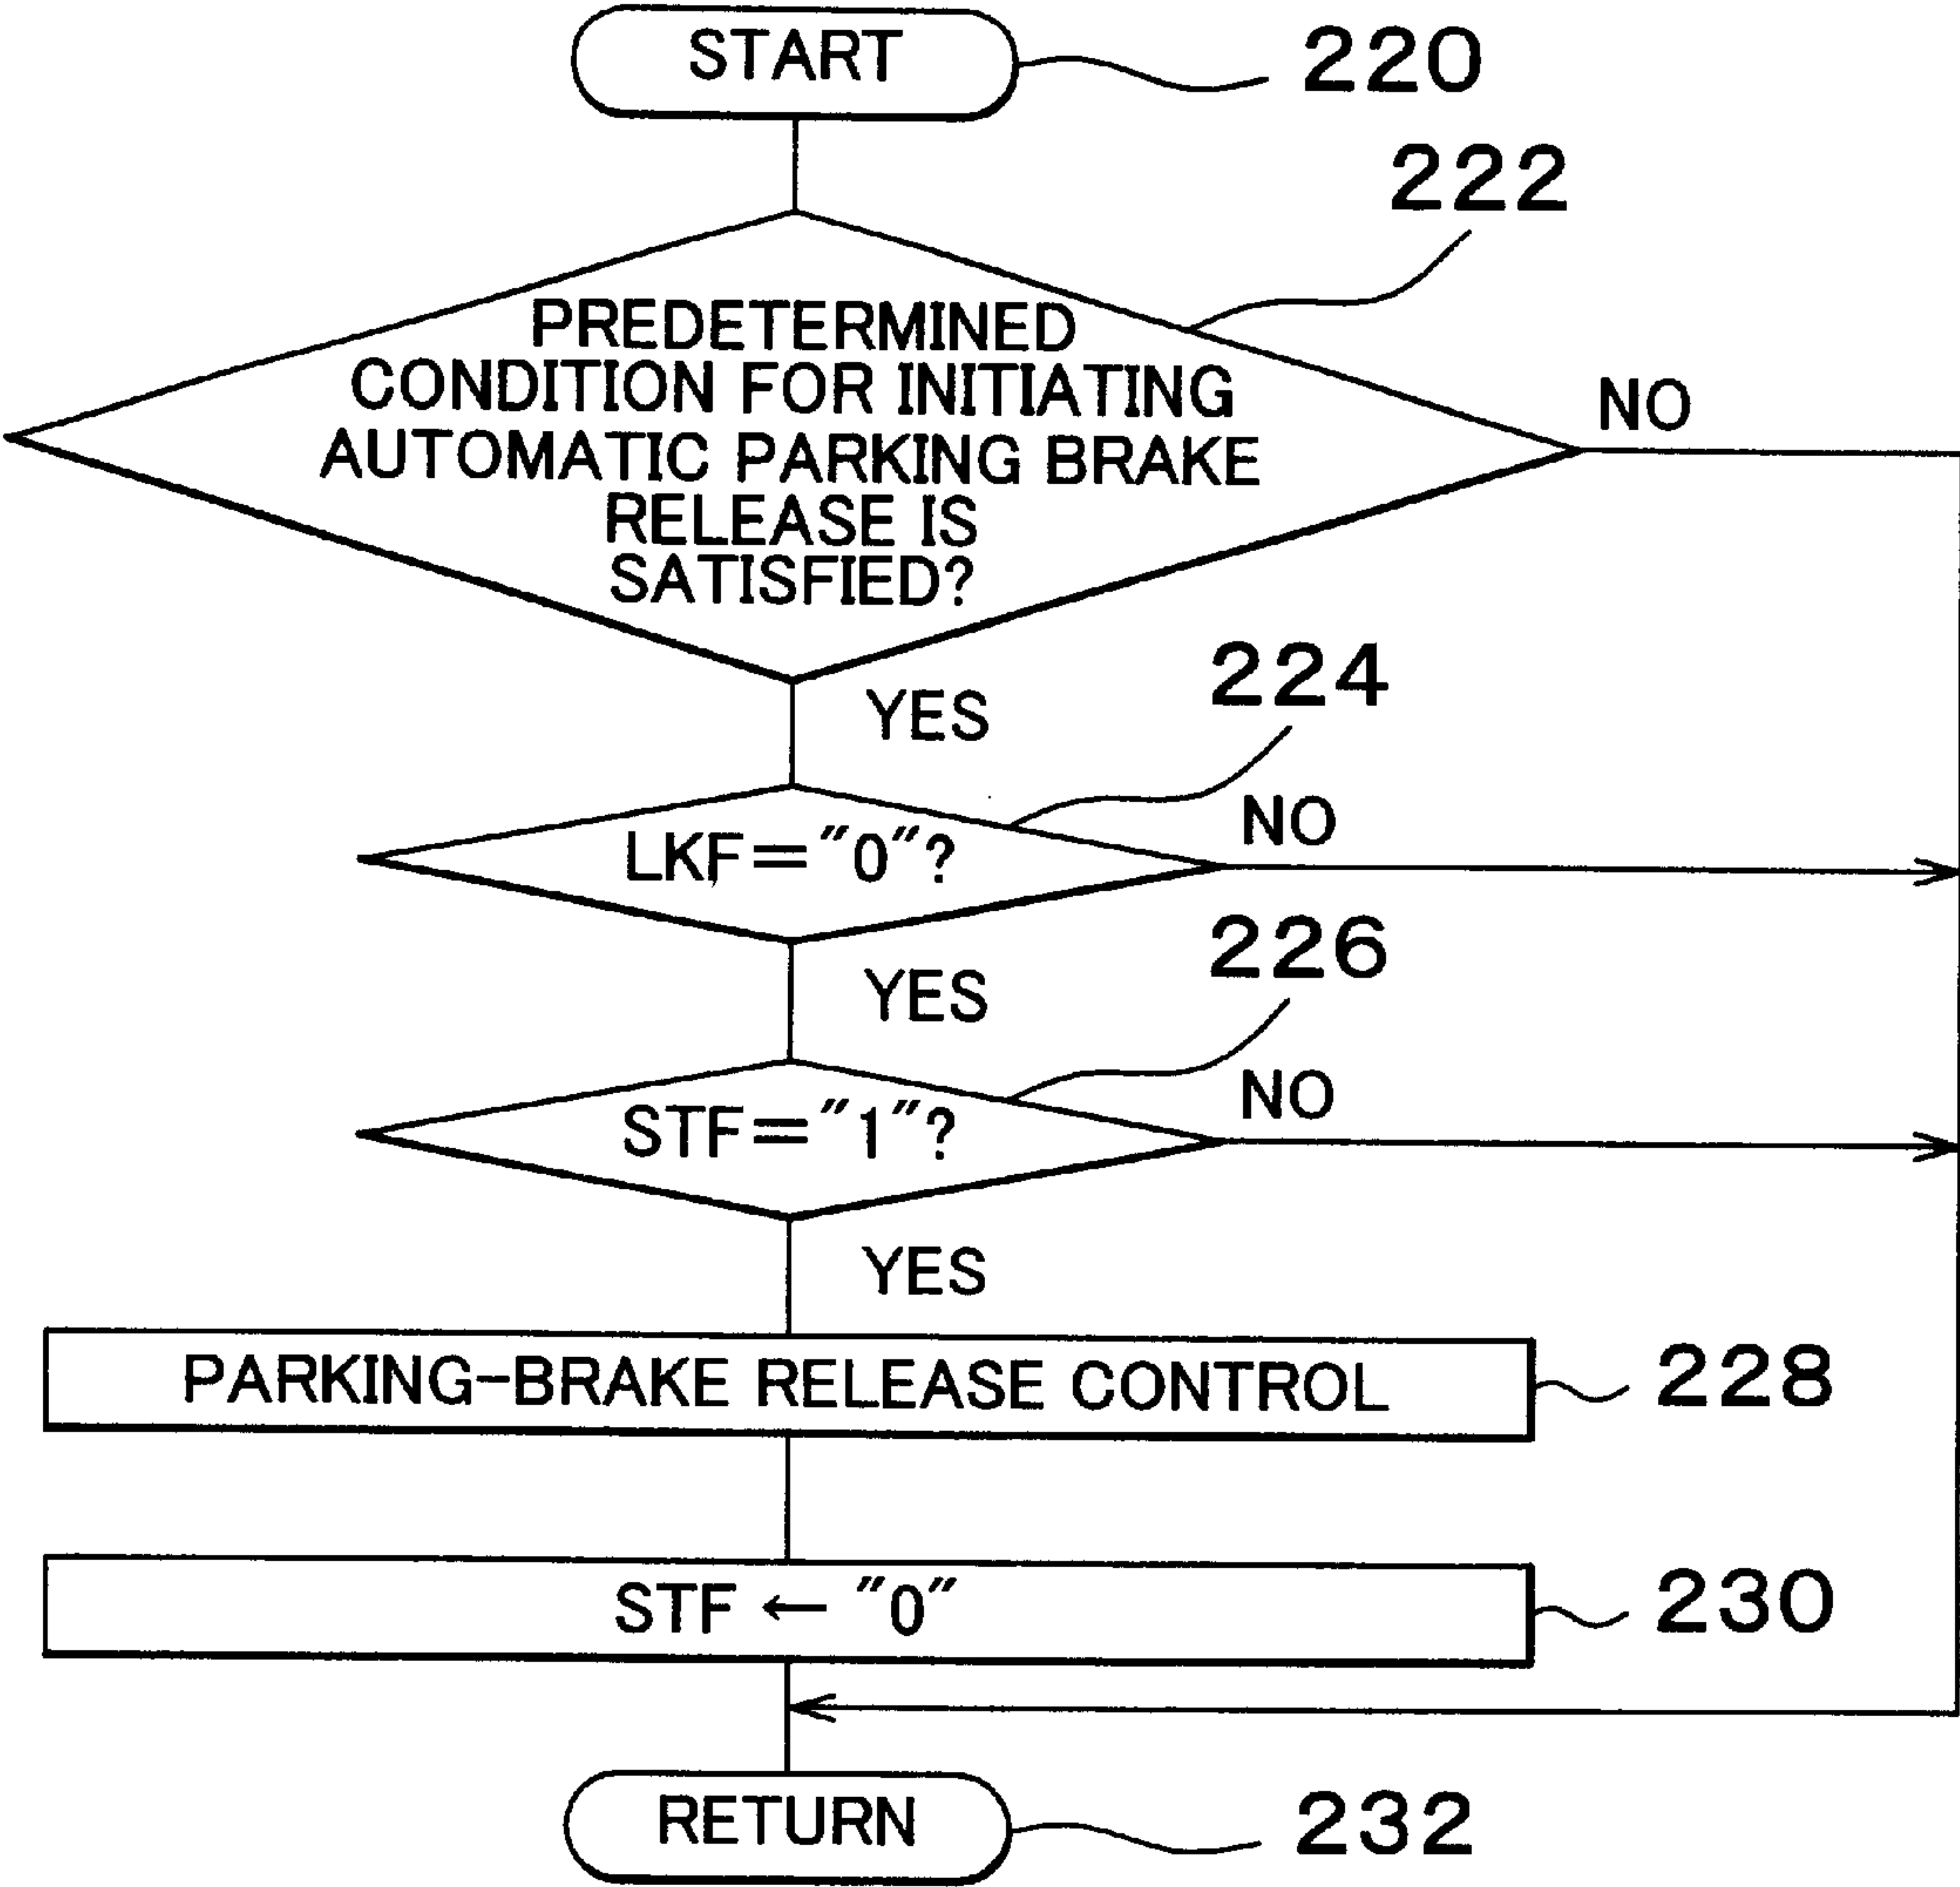 START
220
222
PREDETERMINED
CONDITION FOR INITIATING
AUTOMATIC PARKING BRAKE
RELEASE IS
SATISFIED?
NO
YES
224
LKF="0"?
NO
YES
226
STF="1"?
NO
YES
PARKING-BRAKE RELEASE CONTROL
228
STF ← "0"
230
RETURN
232